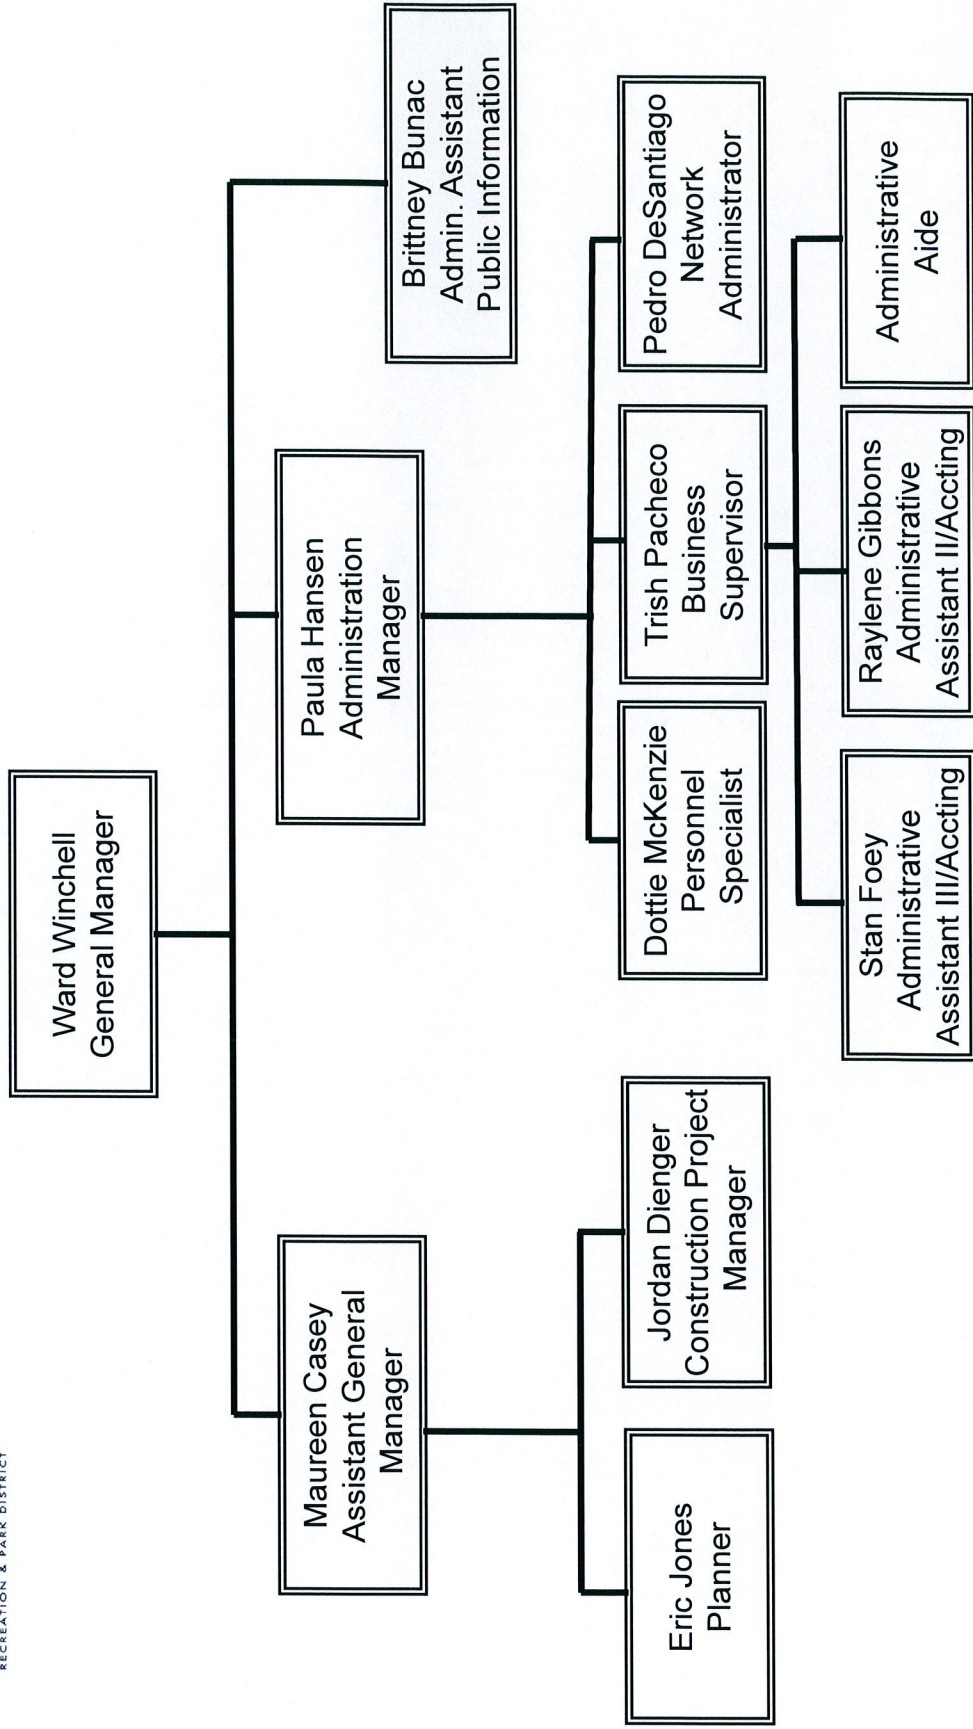 RECREATION & PARK DISTRICT
Ward Winchell
General Manager
Maureen Casey
Assistant General
Manager
Paula Hansen
Administration
Manager
Brittney Bunac
Admin. Assistant
Public Information
Eric Jones
Planner
Jordan Dienger
Construction Project
Manager
Dottie McKenzie
Personnel
Specialist
Trish Pacheco
Business
Supervisor
Pedro DeSantiago
Network
Administrator
Stan Foey
Administrative
Assistant III/Accting
Raylene Gibbons
Administrative
Assistant II/Accting
Administrative
Aide